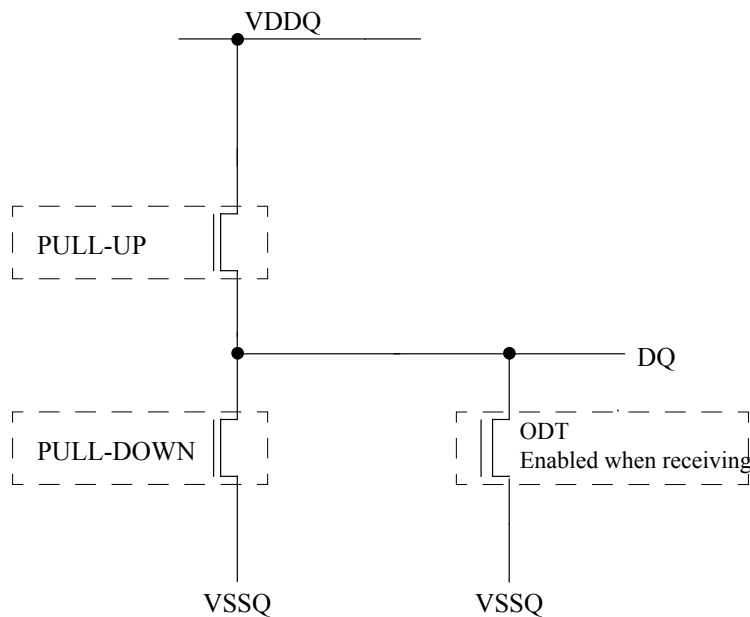 VDDQ
PULL-UP
DQ
PULL-DOWN
ODT
Enabled when receiving
VSSQ
VSSQ